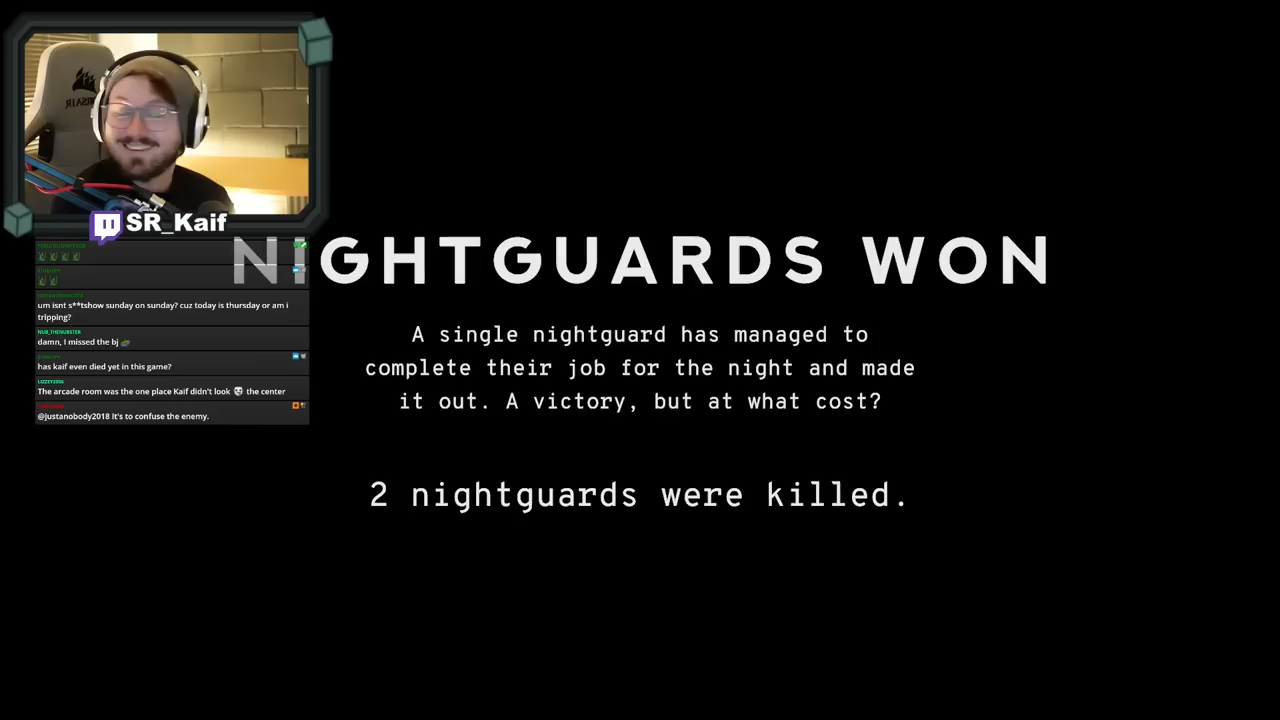 SR_Kaif
um isnt s**tshow sunday on sunday? cuz today is thursday or am i
tripping?
NUB_THENUBSTER
damn, I missed the bj
has kaif even died yet in this game?
The arcade room was the one place Kaif didn't look the center
@justanobody2018 It's to confuse the enemy.
NIGHTGUARDS WON
A single nightguard has managed to
complete their job for the night and made
it out. A victory, but at what cost?
2 nightguards were killed.